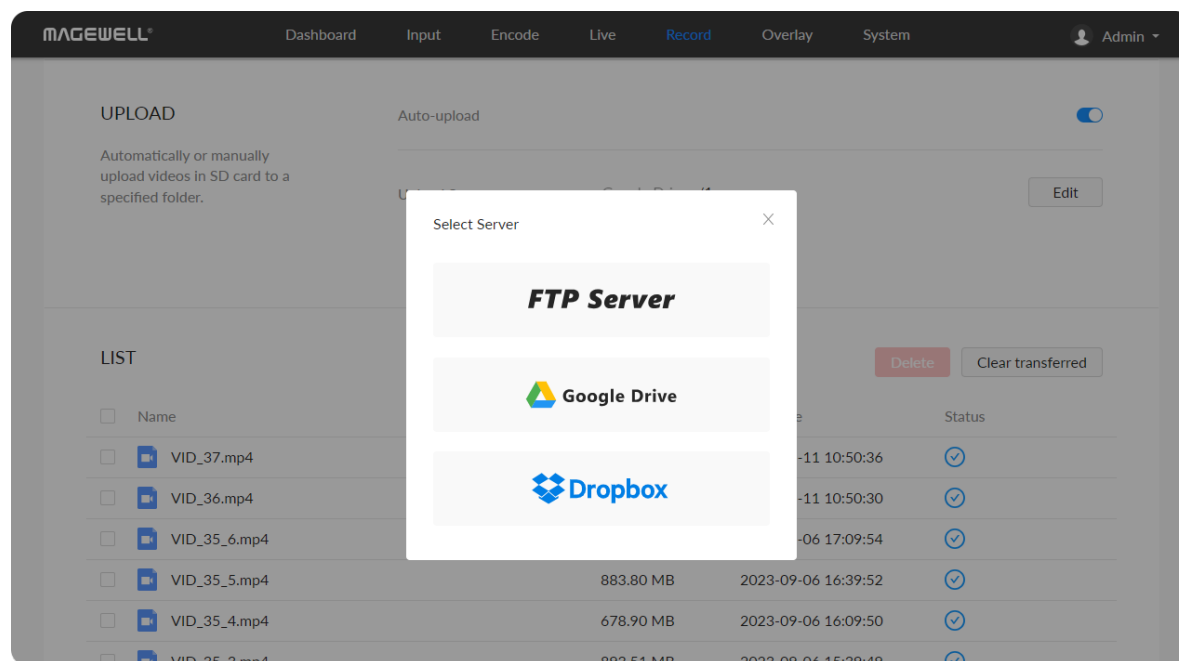 MAGEWELL®
Dashboard Input Encode Live Record Overlay System Admin
UPLOAD
Auto-upload
Automatically or manually
upload videos in SD card to a
specified folder.
Edit
Select Server
FTP Server
Google Drive
Dropbox
LIST
Delete Clear transferred
Name Status
VID_37.mp4 -11 10:50:36
VID_36.mp4 -11 10:50:30
VID_35_6.mp4 -06 17:09:54
VID_35_5.mp4 883.80 MB 2023-09-06 16:39:52
VID_35_4.mp4 678.90 MB 2023-09-06 16:09:50